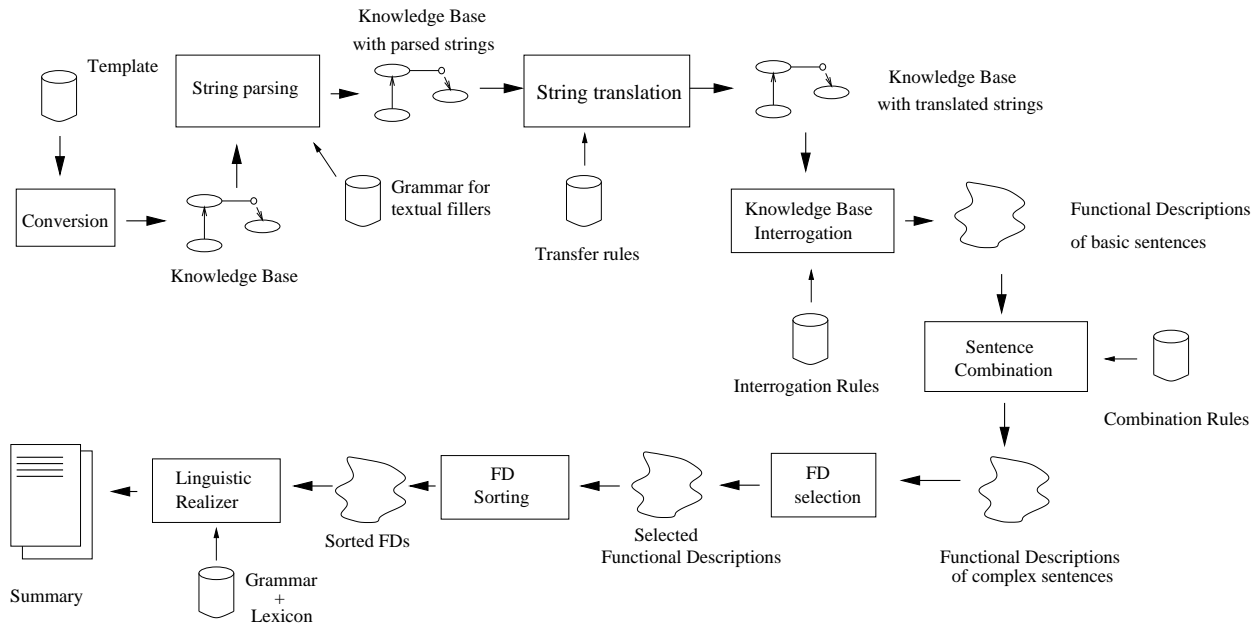 Template
Conversion
Knowledge Base
String parsing
Grammar for
textual fillers
Knowledge Base
with parsed strings
String translation
Transfer rules
Knowledge Base
with translated strings
Knowledge Base
Interrogation
Interrogation Rules
Functional Descriptions
of basic sentences
Sentence
Combination
Combination Rules
Functional Descriptions
of complex sentences
FD
selection
Selected
Functional Descriptions
FD
Sorting
Sorted FDs
Linguistic
Realizer
Grammar
+
Lexicon
Summary